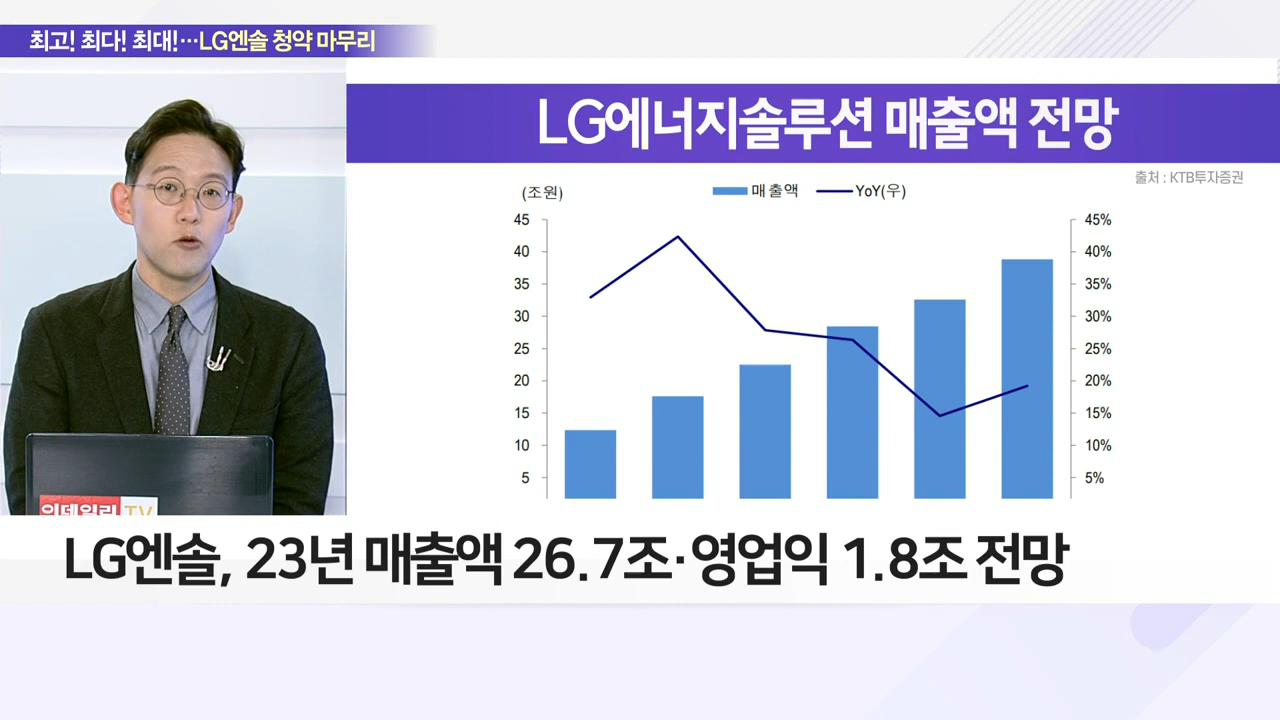 최고! 최다! 최대!…LG엔솔 청약 마무리
LG에너지솔루션 매출액 전망
출처 : KTB투자증권
(조원)
매출액
YoY(우)
45
40
35
30
25
20
15
10
5
45%
40%
35%
30%
25%
20%
15%
10%
5%
이데일리 TV
LG엔솔, 23년 매출액 26.7조·영업익 1.8조 전망